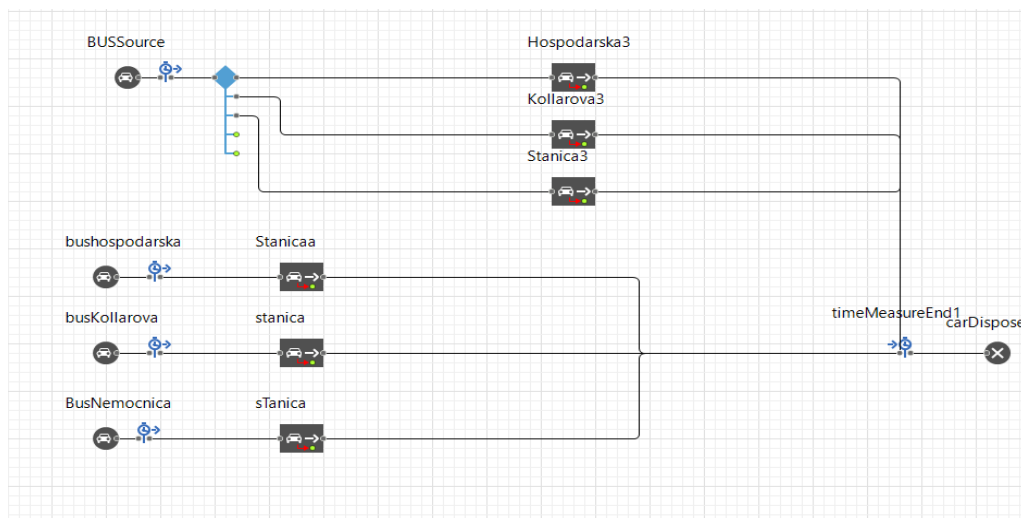 BUSSource
Hospodarska3
Kollarova3
Stanica3
bushospodarska
Stanicaa
busKollarova
stanica
timeMeasureEnd1
carDispose
BusNemocnica
sTanica